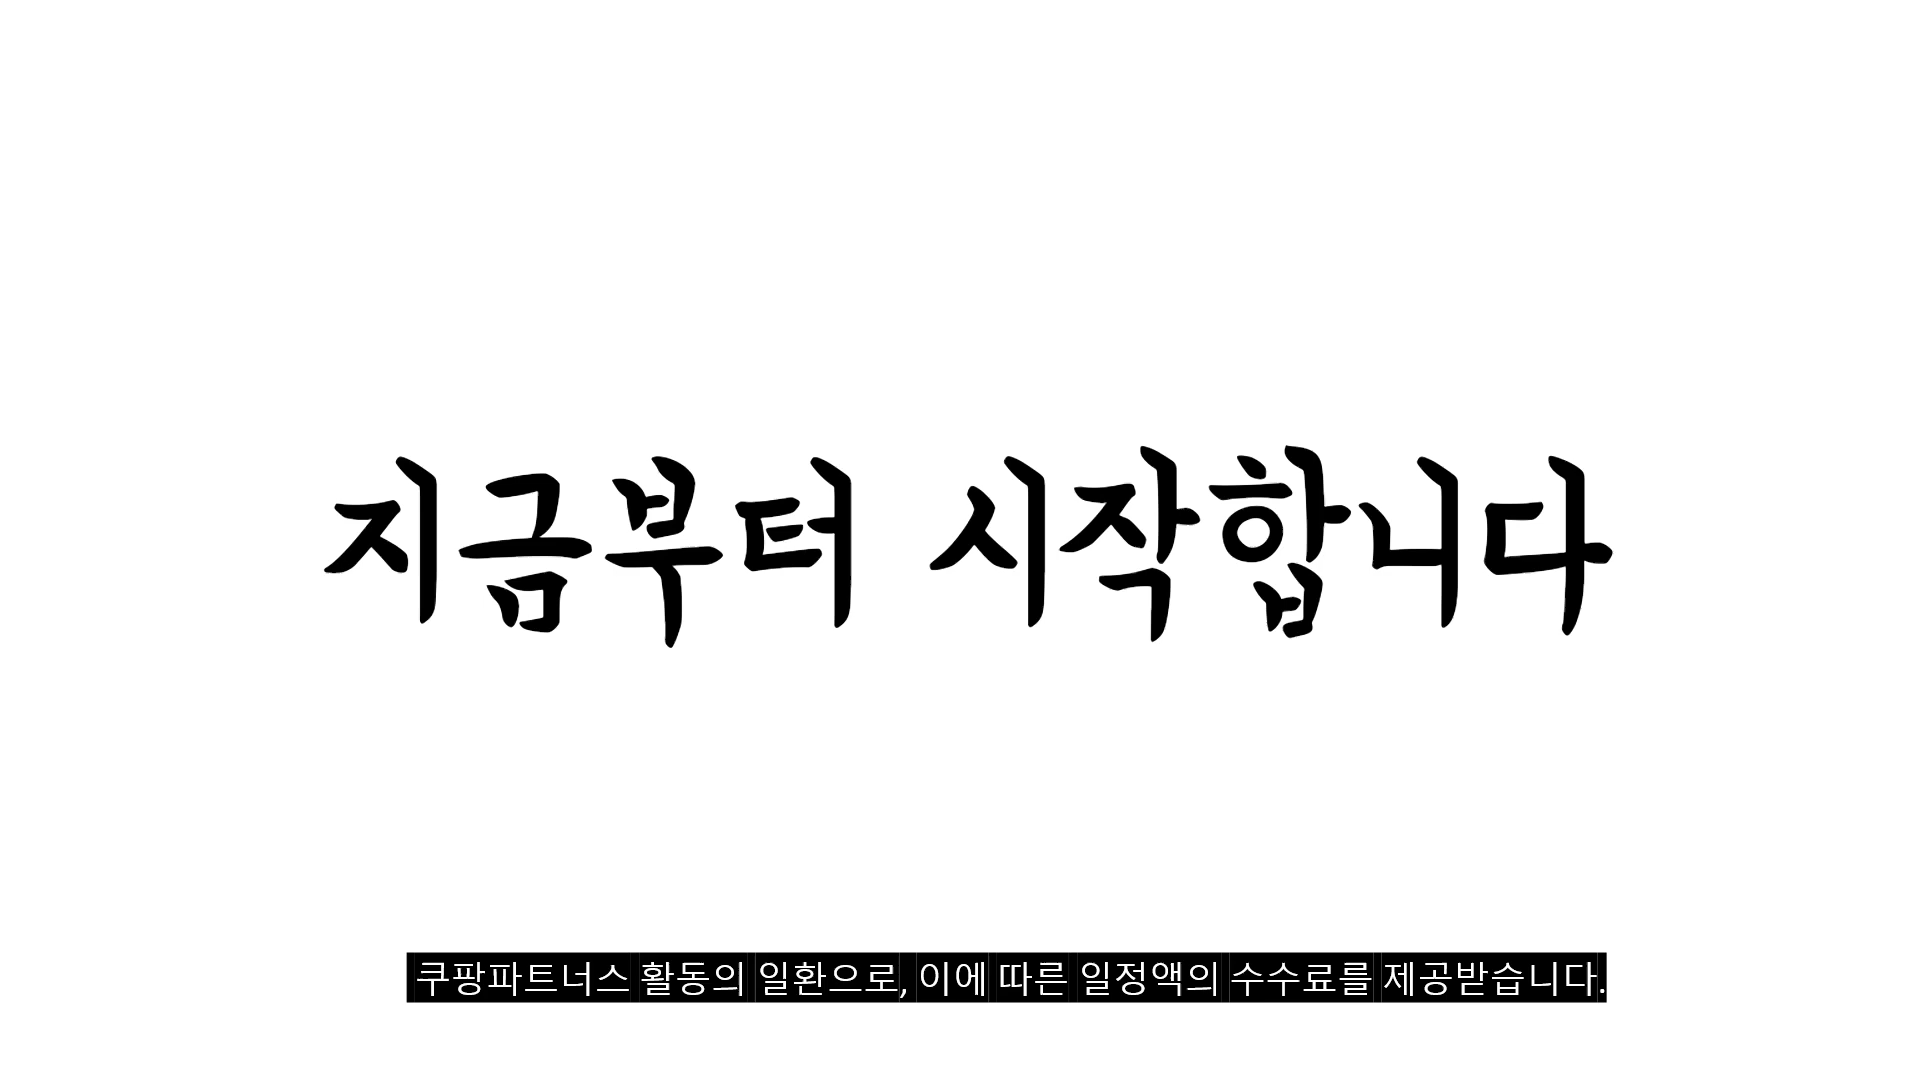 지금부터 시작합니다
쿠팡파트너스 활동의 일환으로, 이에 따른 일정액의 수수료를 제공받습니다.